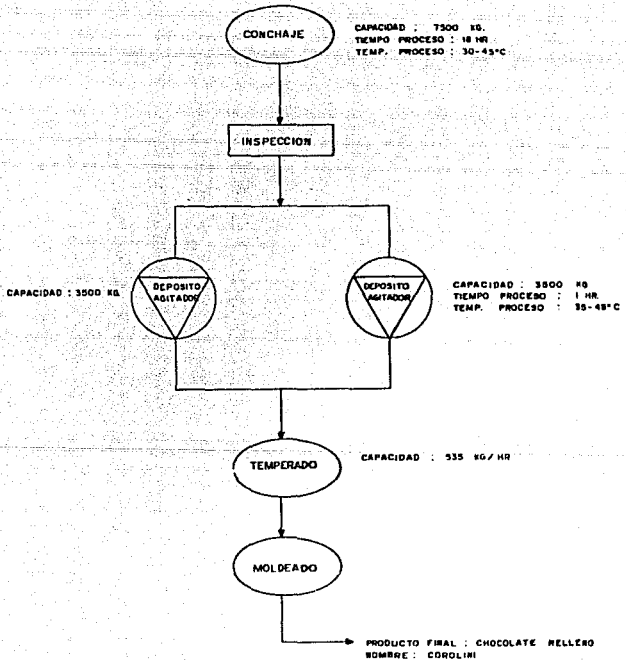 CONCHAJE
CAPACIDAD : 7500 KG.
TIEMPO PROCESO : 18 HR
TEMP. PROCESO : 30-45°C
INSPECCION
CAPACIDAD : 3500 KG
DEPOSITO
AGITADOR
DEPOSITO
AGITADOR
CAPACIDAD : 3500 KG
TIEMPO PROCESO : 1 HR.
TEMP. PROCESO : 35-45°C
TEMPERADO
CAPACIDAD : 535 KG/HR
MOLDEADO
PRODUCTO FINAL : CHOCOLATE RELLENO
NOMBRE : COROLINI